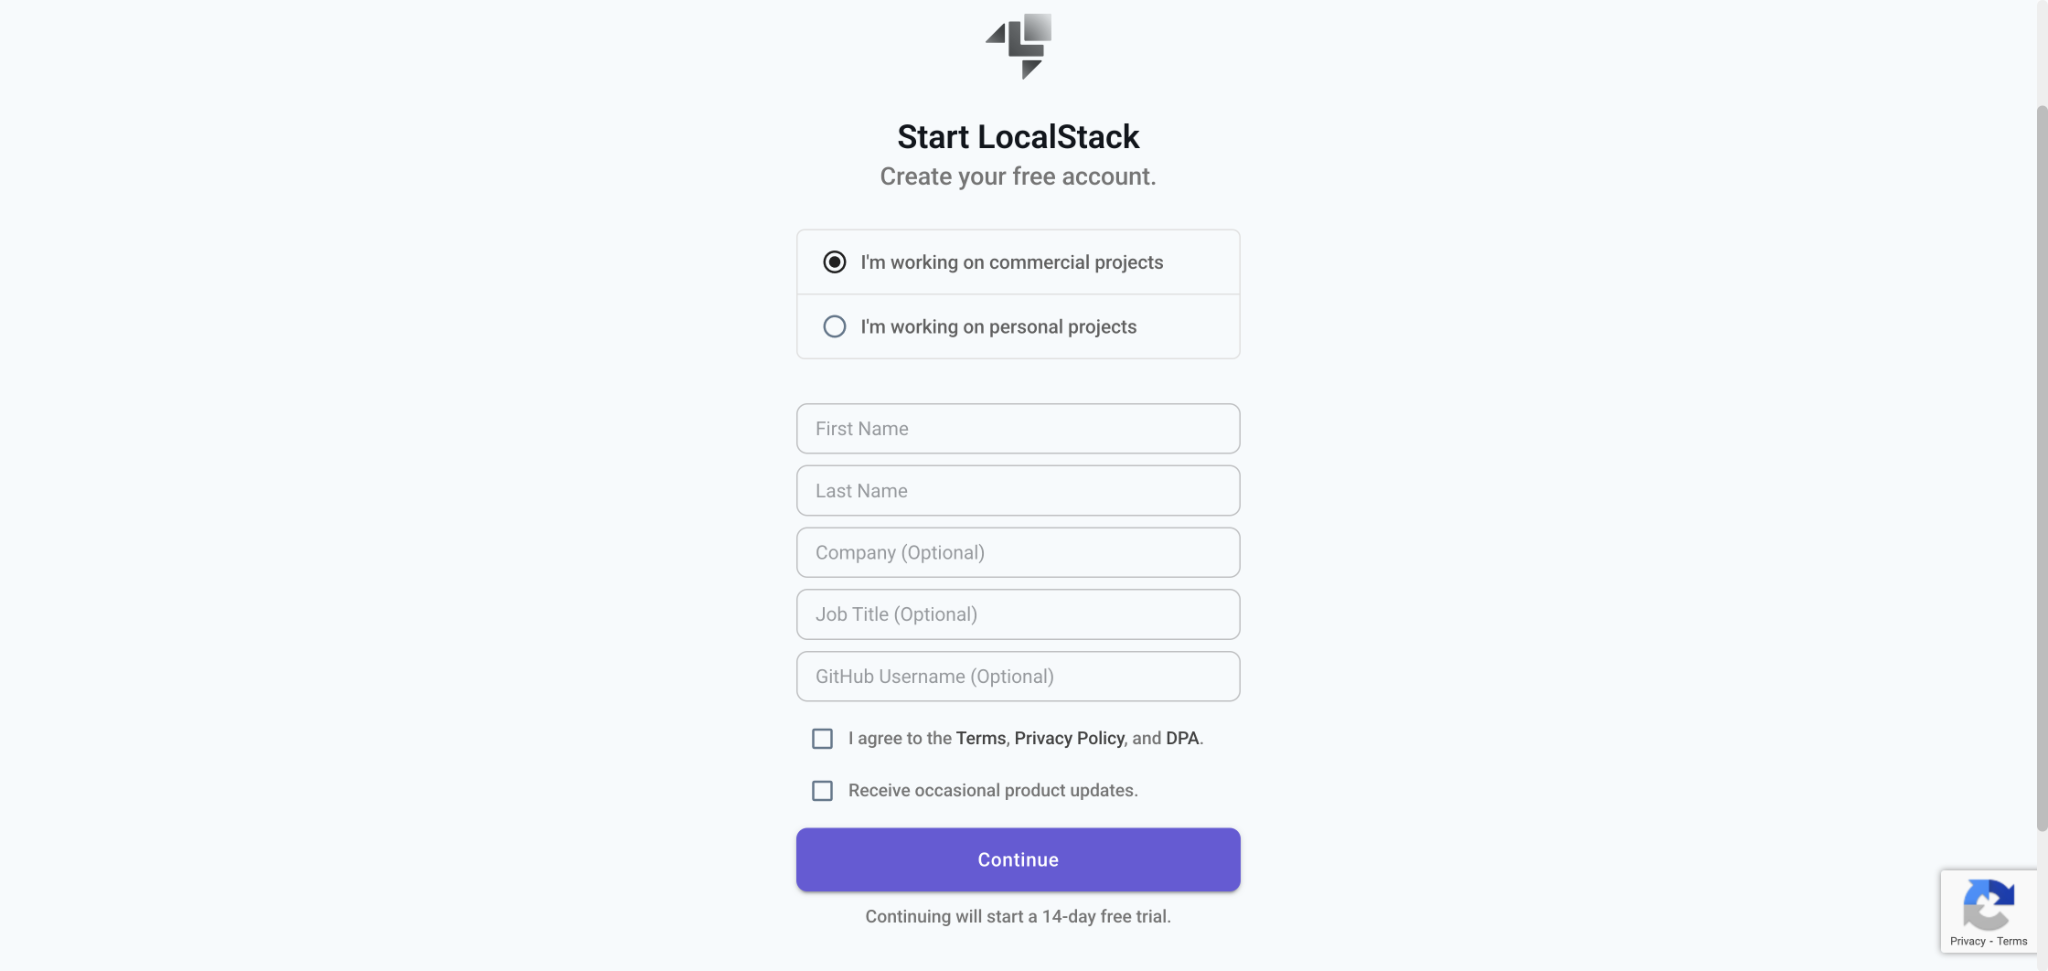 Start LocalStack
Create your free account.
I'm working on commercial projects
I'm working on personal projects
First Name
Last Name
Company (Optional)
Job Title (Optional)
GitHub Username (Optional)
I agree to the Terms, Privacy Policy, and DPA.
Receive occasional product updates.
Continue
Continuing will start a 14-day free trial.
Privacy - Terms